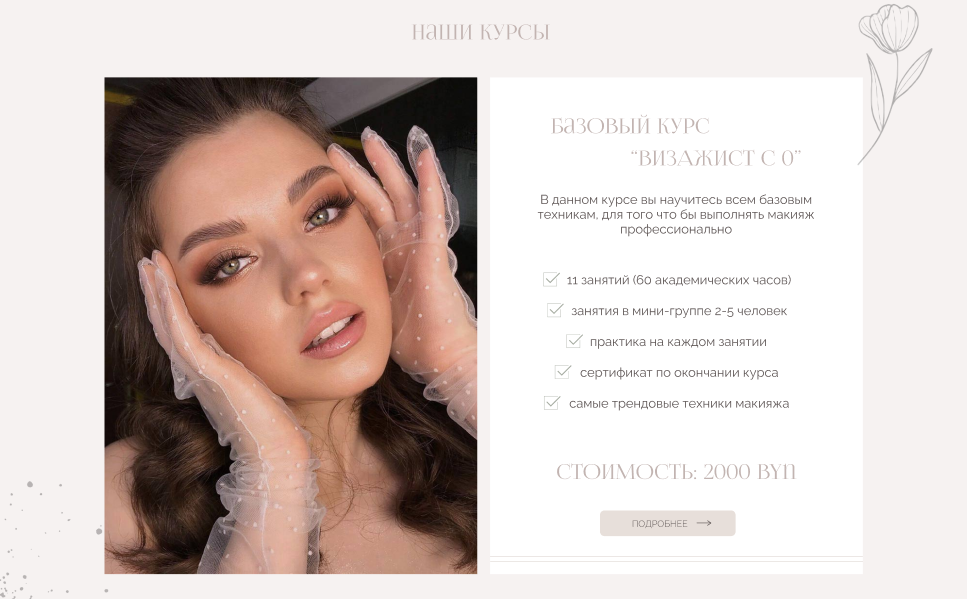 НАШИ КУРСЫ
БАЗОВЫЙ КУРС
“ВИЗАЖИСТ С 0”
В данном курсе вы научитесь всем базовым
техникам, для того что бы выполнять макияж
профессионально
11 занятий (60 академических часов)
занятия в мини-группе 2-5 человек
практика на каждом занятии
сертификат по окончании курса
самые трендовые техники макияжа
СТОИМОСТЬ: 2000 BYN
ПОДРОБНЕЕ